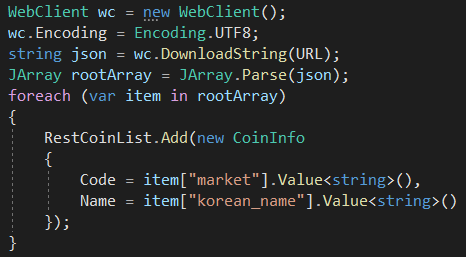 WebClient wc = new WebClient();
wc.Encoding = Encoding.UTF8;
string json = wc.DownloadString(URL);
JArray rootArray = JArray.Parse(json);
foreach (var item in rootArray)
{
    RestCoinList.Add(new CoinInfo
    {
        Code = item["market"].Value<string>(),
        Name = item["korean_name"].Value<string>()
    });
}